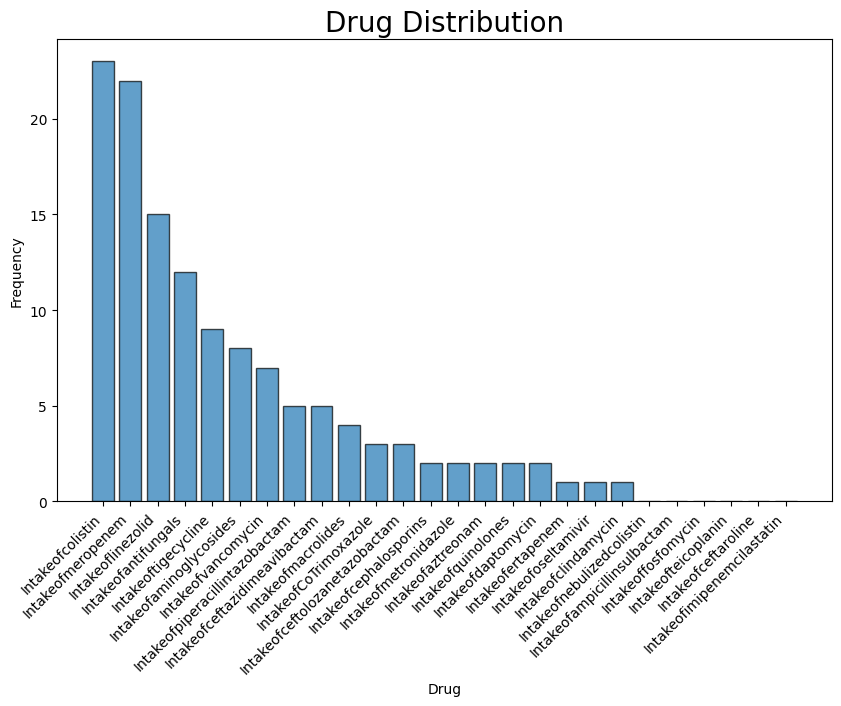 Drug Distribution
Frequency
20
15
10
5
0
Intakeofcolistin
Intakeofmeropenem
Intakeoflinezolid
Intakeofantifungals
Intakeoftigecycline
Intakeofaminoglycosides
Intakeofvancomycin
Intakeofpiperacillintazobactam
Intakeofceftazidimeavibactam
Intakeofmacrolides
IntakeofCoTrimoxazole
Intakeofceftolozanetazobactam
Intakeofcephalosporins
Intakeofmetronidazole
Intakeofaztreonam
Intakeofquinolones
Intakeofdaptomycin
Intakeofertapenem
Intakeofoseltamivir
Intakeofclindamycin
Intakeofnebulizedcolistin
Intakeofampicillinsulbactam
Intakeoffosfomycin
Intakeofteicoplanin
Intakeofceftaroline
Intakeofimipenemcilastatin
Drug